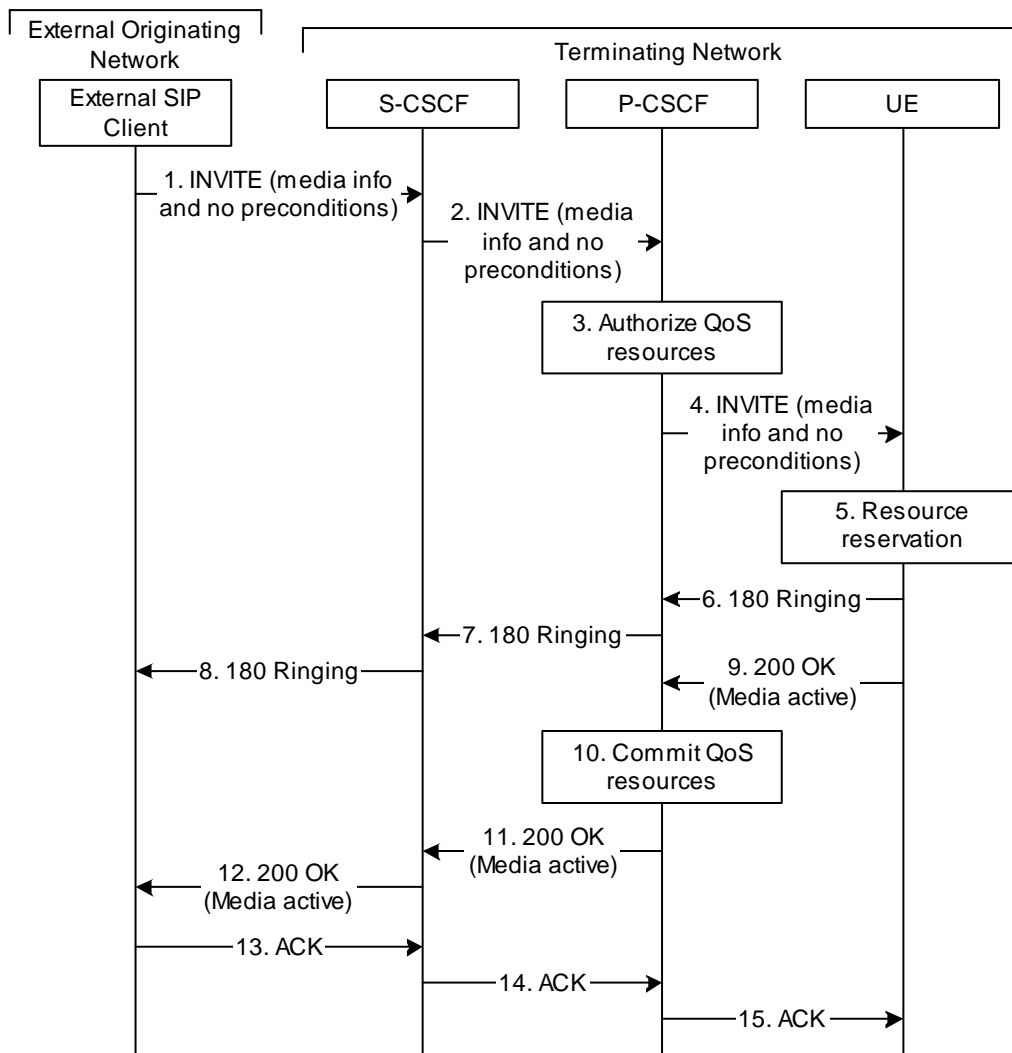 External Originating
Network
Terminating Network
External SIP
Client
S-CSCF
P-CSCF
UE
1. INVITE (media info
and no preconditions)
2. INVITE (media
info and no
preconditions)
3. Authorize QoS
resources
4. INVITE (media
info and no
preconditions)
5. Resource
reservation
6. 180 Ringing
7. 180 Ringing
8. 180 Ringing
9. 200 OK
(Media active)
10. Commit QoS
resources
11. 200 OK
(Media active)
12. 200 OK
(Media active)
13. ACK
14. ACK
15. ACK